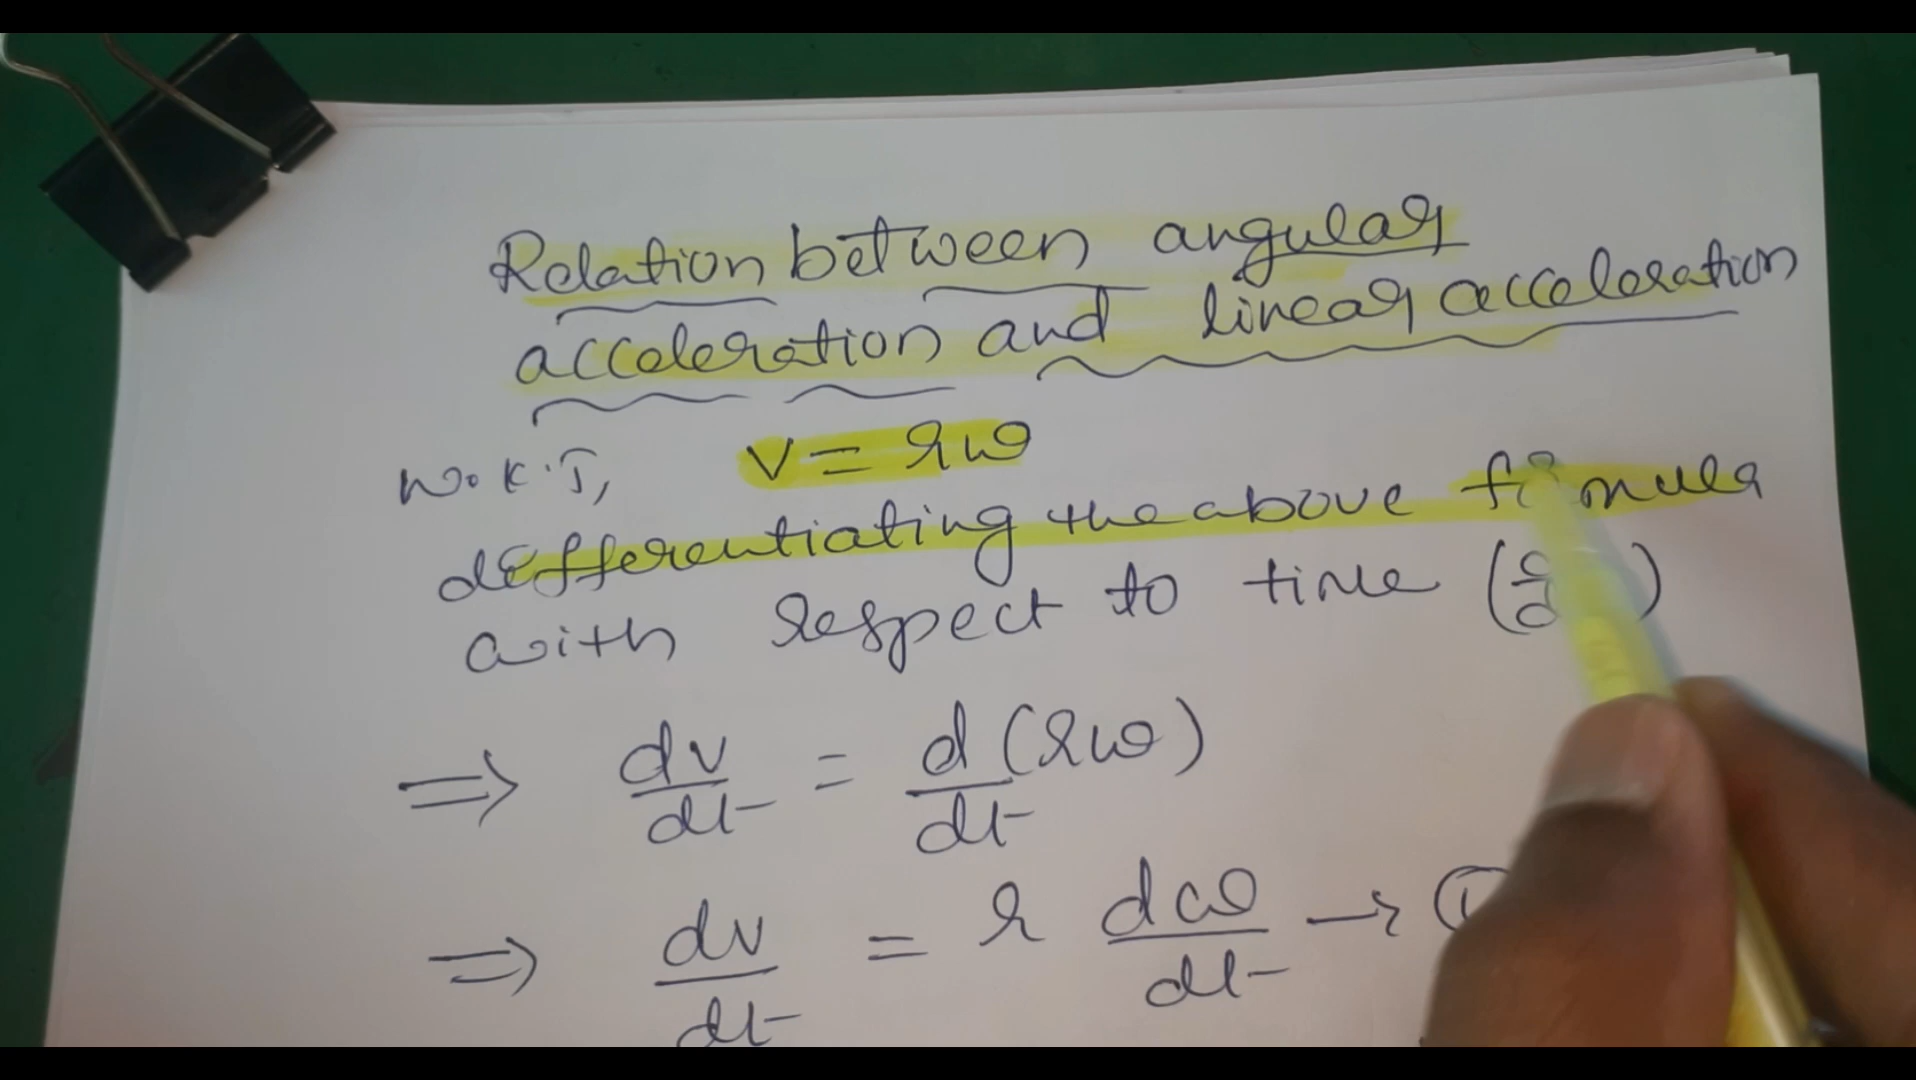 Relation between angular
acceleration and linear acceleration
W.K.T, v = rω
differentiating the above formula
with respect to time
⇒ dv/dt = d/dt (rω)
⇒ dv/dt = r dω/dt → ①